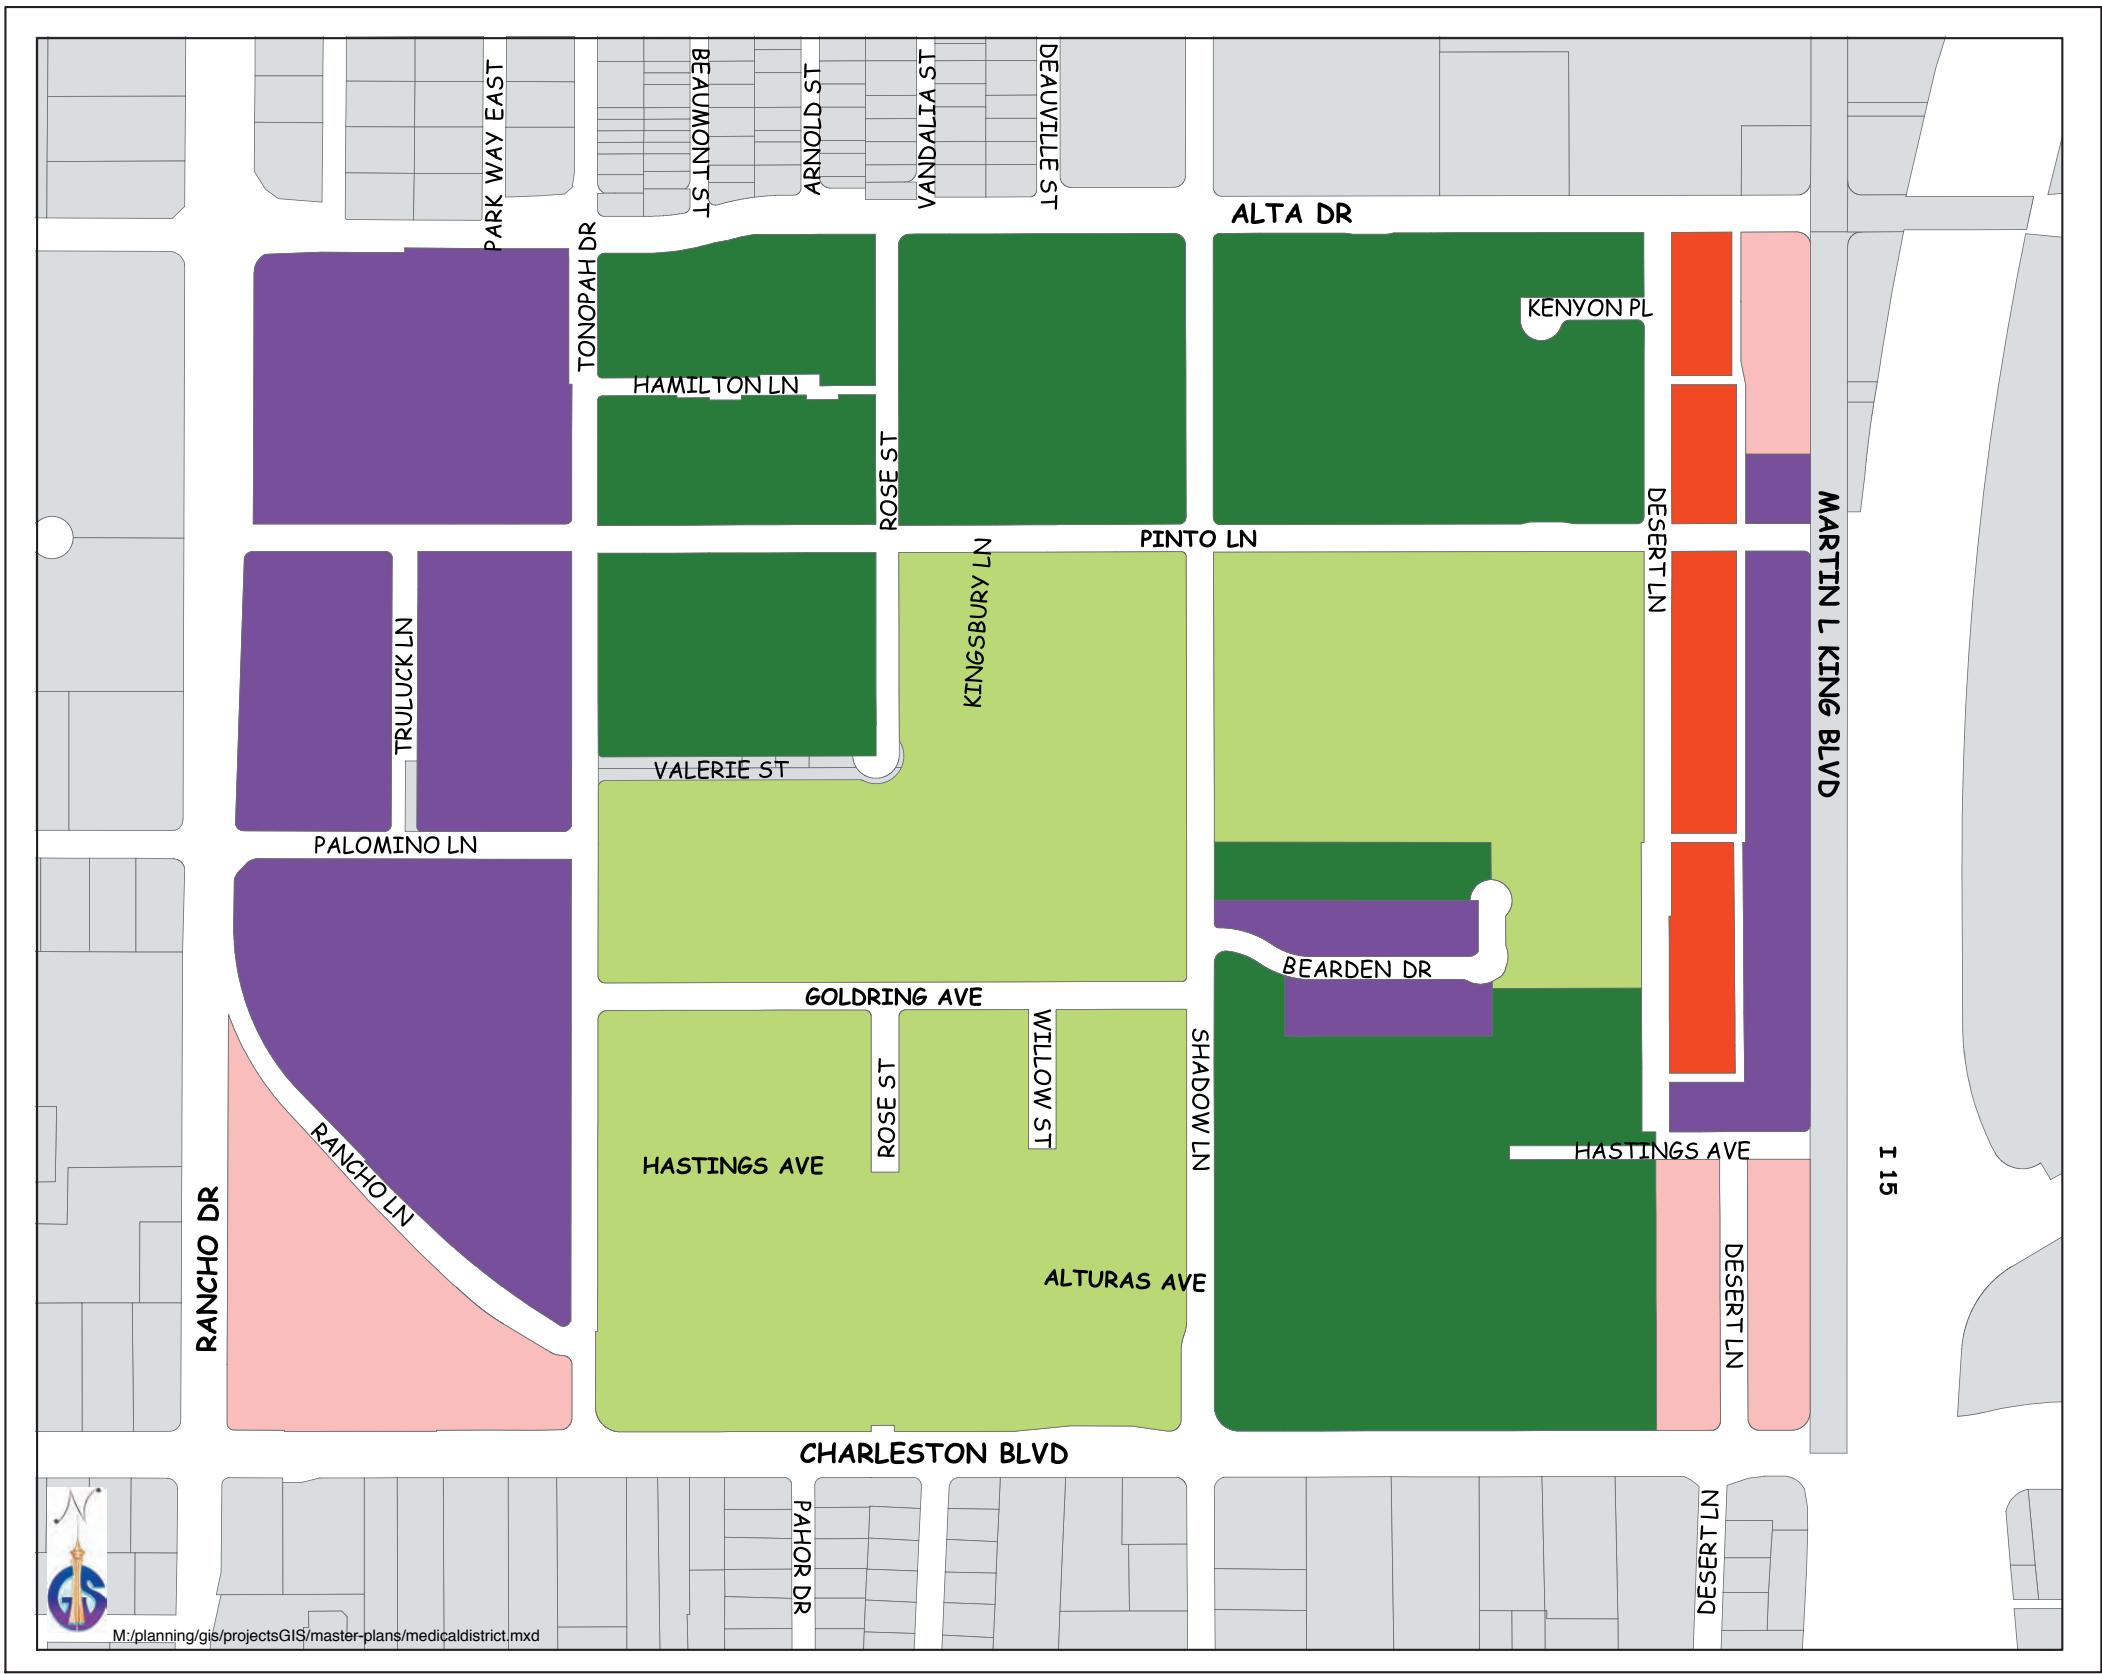 PARK WAY EAST
BEAUMONT ST
ARNOLD ST
VANDALIA ST
DEAUVILLE ST
ALTA DR
TONOPAH DR
KENYON PL
HAMILTON LN
ROSE ST
DESERT LN
MARTIN L KING BLVD
PINTO LN
KINGSBURY LN
TRULUCK LN
VALERIE ST
PALOMINO LN
BEARDEN DR
GOLDRING AVE
WILLOW ST
SHADOW LN
ROSE ST
RANCHO LN
HASTINGS AVE
HASTINGS AVE
I 15
RANCHO DR
ALTURAS AVE
DESERT LN
CHARLESTON BLVD
PAHOR DR
DESERT LN
N
GIS
M:/planning/gis/projectsGIS/master-plans/medicaldistrict.mxd